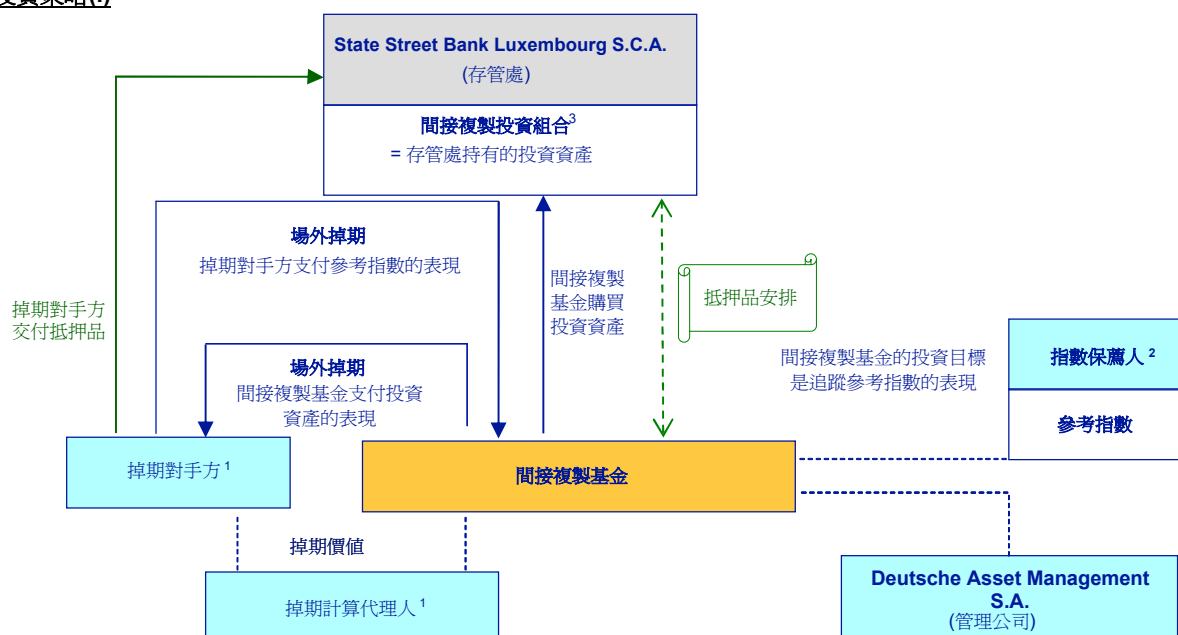 投資策略(i)
State Street Bank Luxembourg S.C.A.
(存管處)
間接複製投資組合3
= 存管處持有的投資資產
場外掉期
掉期對手方支付參考指數的表現
掉期對手方
交付抵押品
間接複製
基金購買
投資資產
抵押品安排
場外掉期
間接複製基金支付投資
資產的表現
間接複製基金的投資目標
是追蹤參考指數的表現
指數保薦人 2
參考指數
掉期對手方 1
間接複製基金
掉期價值
掉期計算代理人 1
Deutsche Asset Management
S.A.
(管理公司)